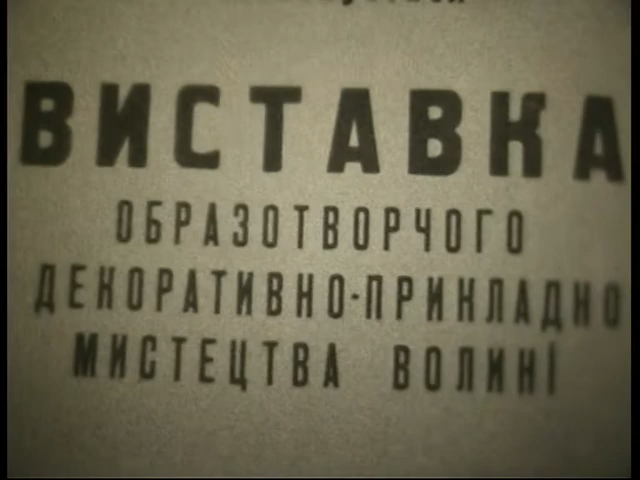 ВИСТАВКА
ОБРАЗОТВОРЧОГО
ДЕКОРАТИВНО-ПРИКЛАДНО
МИСТЕЦТВА ВОЛИНІ